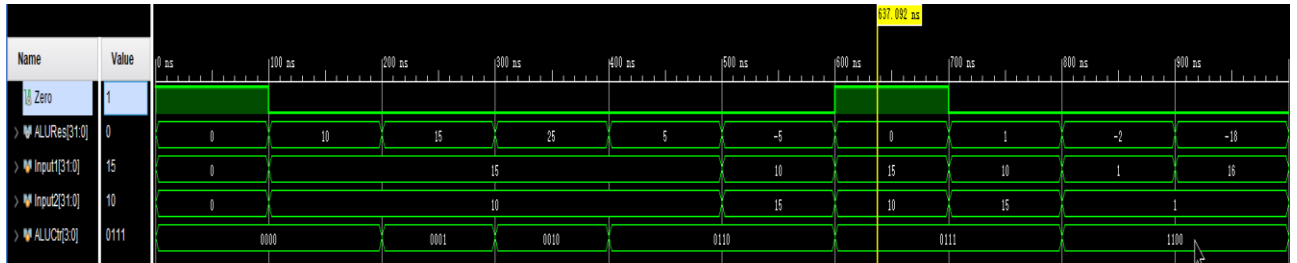 637.092 ns
Name Value 0 ns 100 ns 200 ns 300 ns 400 ns 500 ns 600 ns 700 ns 800 ns 900 ns
Zero 1
ALURes[31:0] 0 0 10 15 25 5 -5 0 1 -2 -18
Input1[31:0] 15 0 15 10 15 10 1 16
Input2[31:0] 10 0 10 15 10 15 1
ALUCtr[3:0] 0111 0000 0001 0010 0110 0111 1100